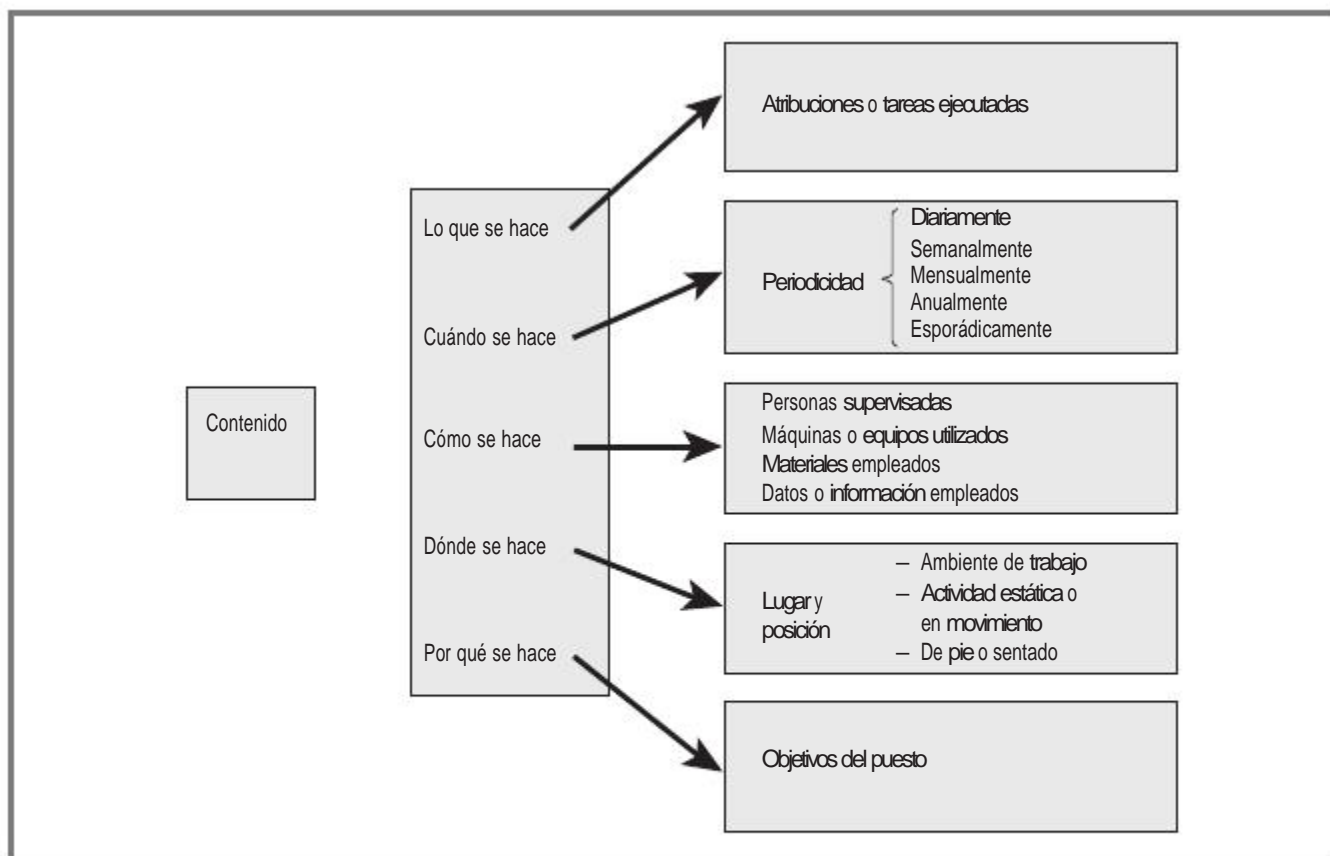 Contenido
Lo que se hace
Cuándo se hace
Cómo se hace
Dónde se hace
Por qué se hace
Atribuciones o tareas ejecutadas
Periodicidad
Diariamente
Semanalmente
Mensualmente
Anualmente
Esporádicamente
Personas supervisadas
Máquinas o equipos utilizados
Materiales empleados
Datos o información empleados
Lugar y
posición
– Ambiente de trabajo
– Actividad estática o
en movimiento
– De pie o sentado
Objetivos del puesto